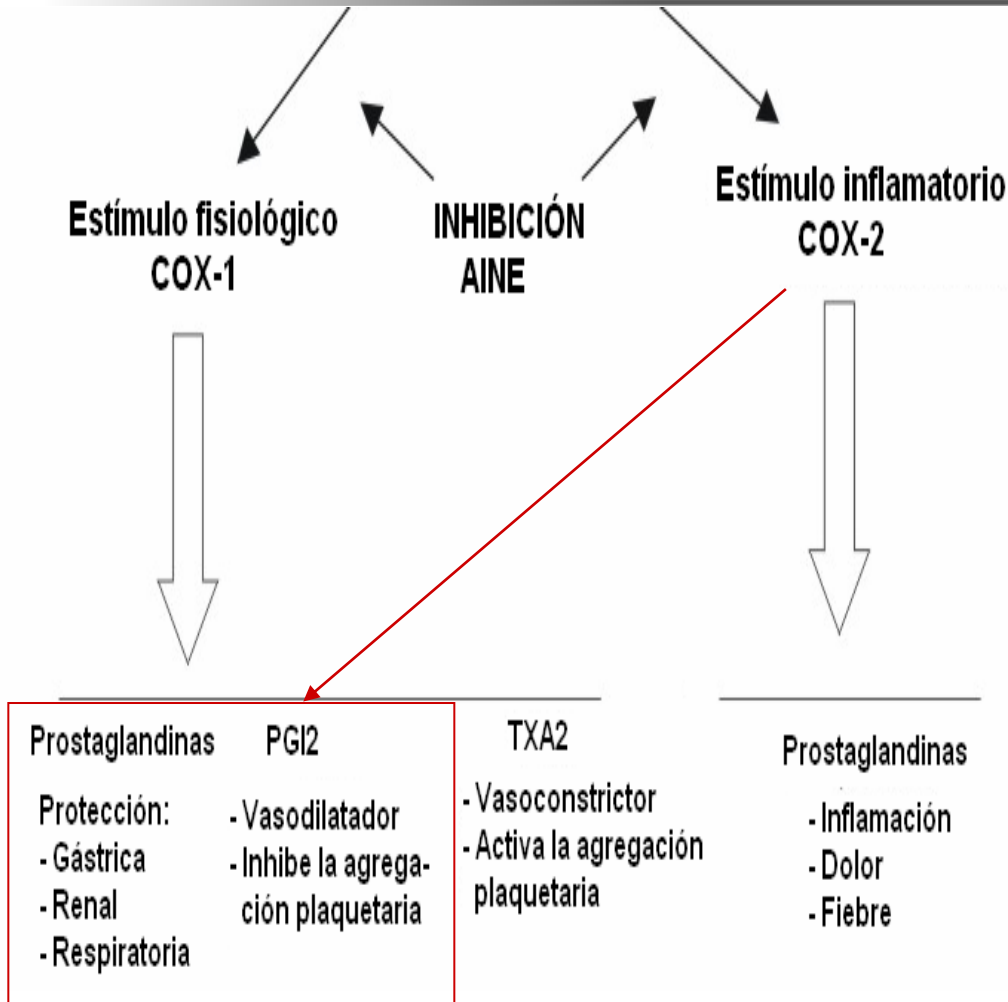 Estímulo fisiológico
COX-1
INHIBICIÓN
AINE
Estímulo inflamatorio
COX-2
Prostaglandinas
Protección:
- Gástrica
- Renal
- Respiratoria
PGI2
- Vasodilatador
- Inhibe la agrega-
ción plaquetaria
TXA2
- Vasoconstrictor
- Activa la agregación
plaquetaria
Prostaglandinas
- Inflamación
- Dolor
- Fiebre